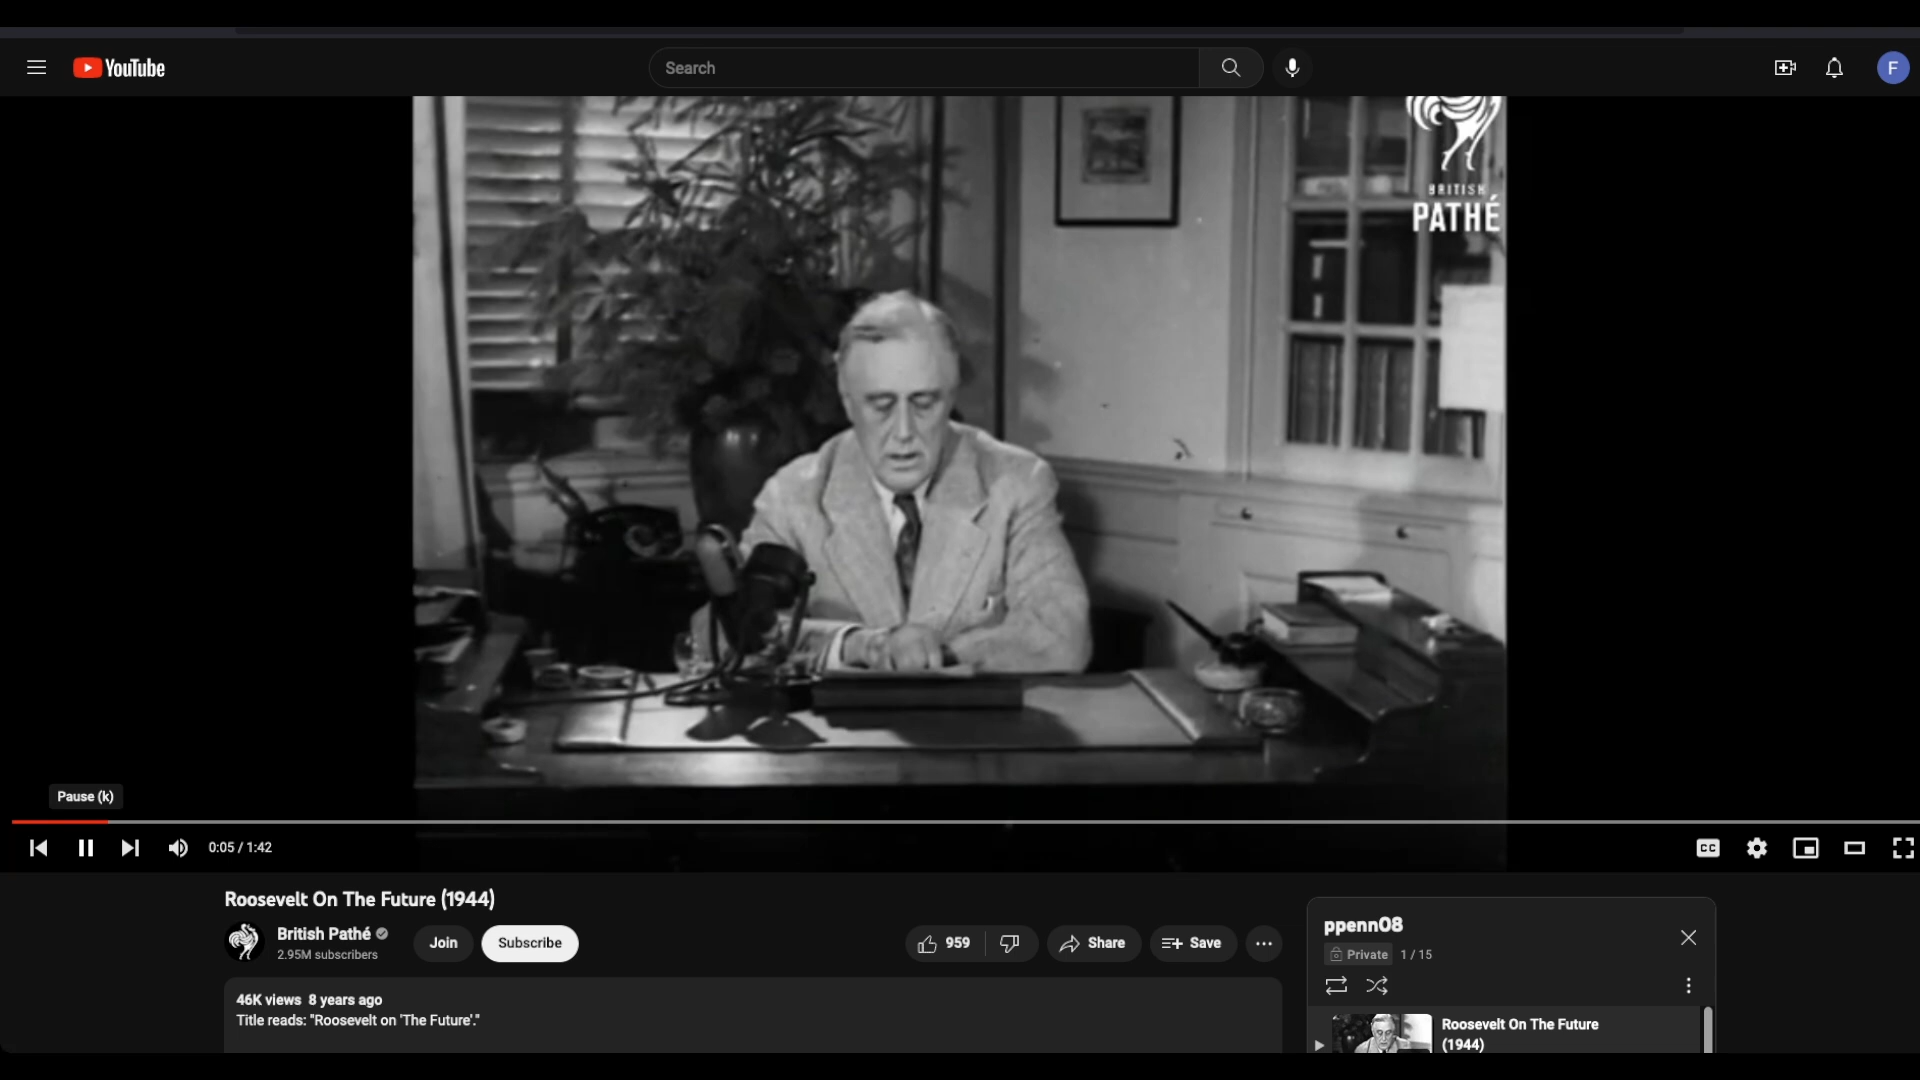 YouTube
Search
F
BRITISH
PATHÉ
Pause (k)
0:05 / 1:42
CC
Roosevelt On The Future (1944)
British Pathé
2.95M subscribers
Join
Subscribe
959
Share
Save
46K views 8 years ago
Title reads: "Roosevelt on 'The Future'."
ppenn08
Private 1 / 15
Roosevelt On The Future
(1944)